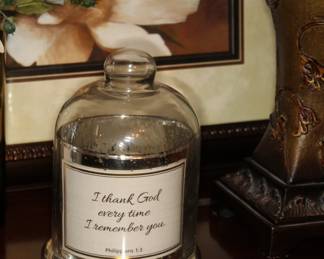 I thank God
every time
I remember you.
Philippians 1:3